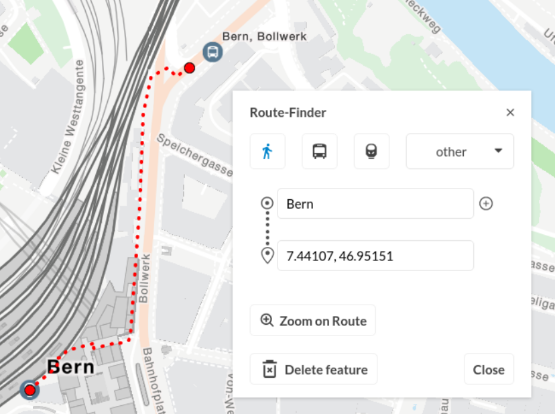 Bern, Bollwerk
Kleine Westtangente
Speichergasse
Bollwerk
Bern
Bahnhofpla
Route-Finder
other
Bern
7.44107, 46.95151
Zoom on Route
Delete feature
Close